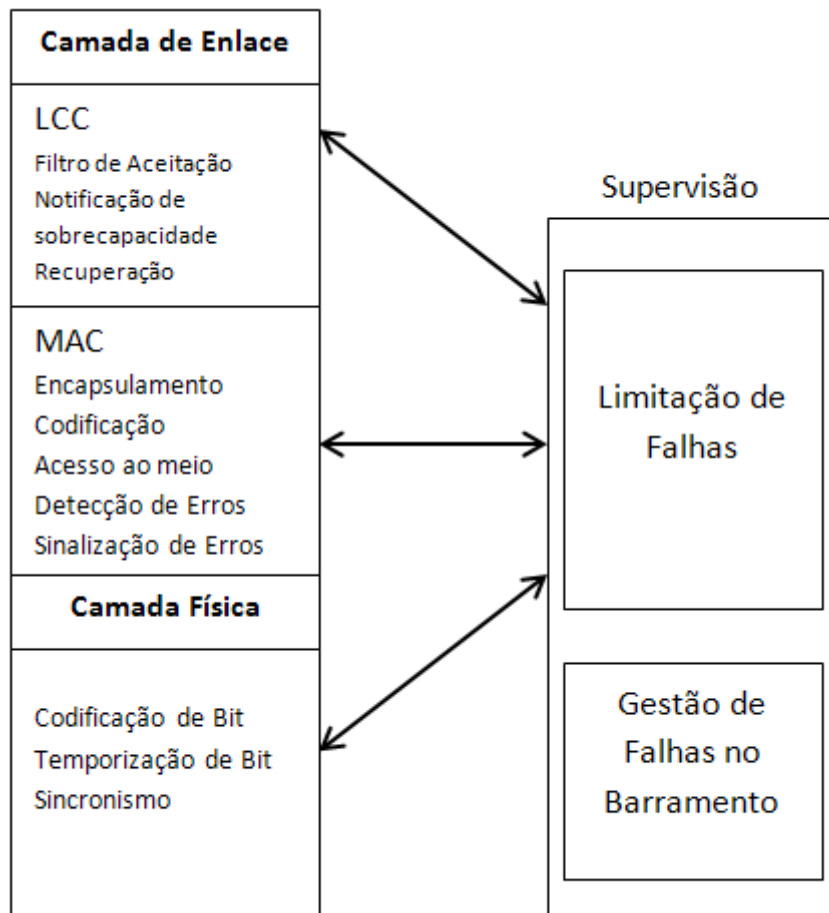 Camada de Enlace
LCC
Filtro de Aceitação
Notificação de
sobrecapacidade
Recuperação
MAC
Encapsulamento
Codificação
Acesso ao meio
Detecção de Erros
Sinalização de Erros
Camada Física
Codificação de Bit
Temporização de Bit
Sincronismo
Supervisão
Limitação de
Falhas
Gestão de
Falhas no
Barramento